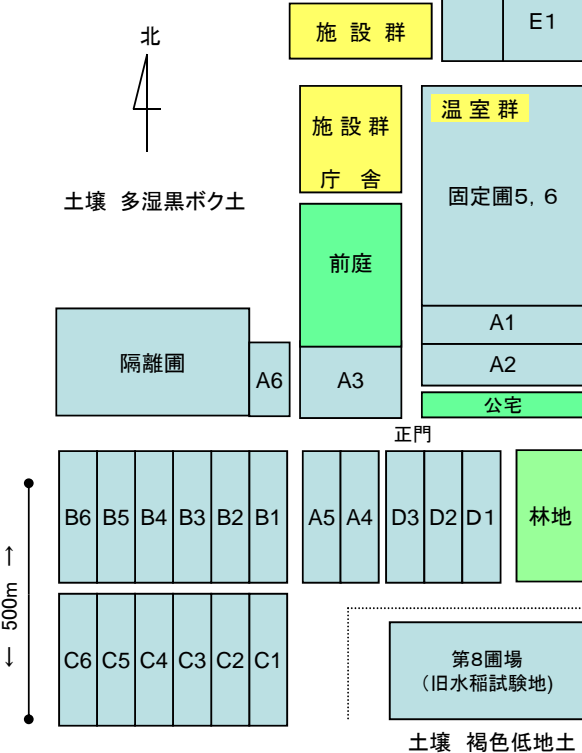 施設群
E1
北
温室群
施設群
庁舎
土壌 多湿黒ボク土
固定圃5, 6
前庭
A1
隔離圃
A6
A3
A2
公宅
正門
B6 B5 B4 B3 B2 B1 A5 A4 D3 D2 D1 林地
← 500m →
C6 C5 C4 C3 C2 C1
第8圃場
（旧水稲試験地)
土壌 褐色低地土